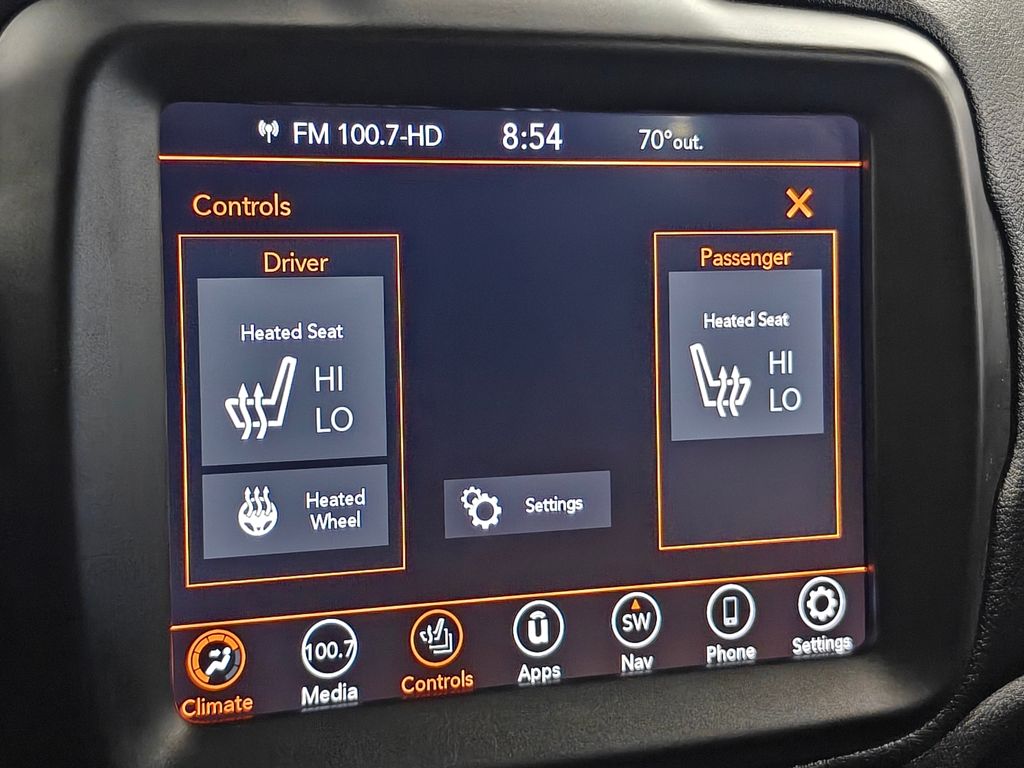 FM 100.7-HD 8:54 70°out.
Controls X
Driver
Heated Seat
HI
LO
Heated
Wheel
Settings
Passenger
Heated Seat
HI
LO
Climate
100.7
Media
Controls
u
Apps
SW
Nav
Phone
Settings